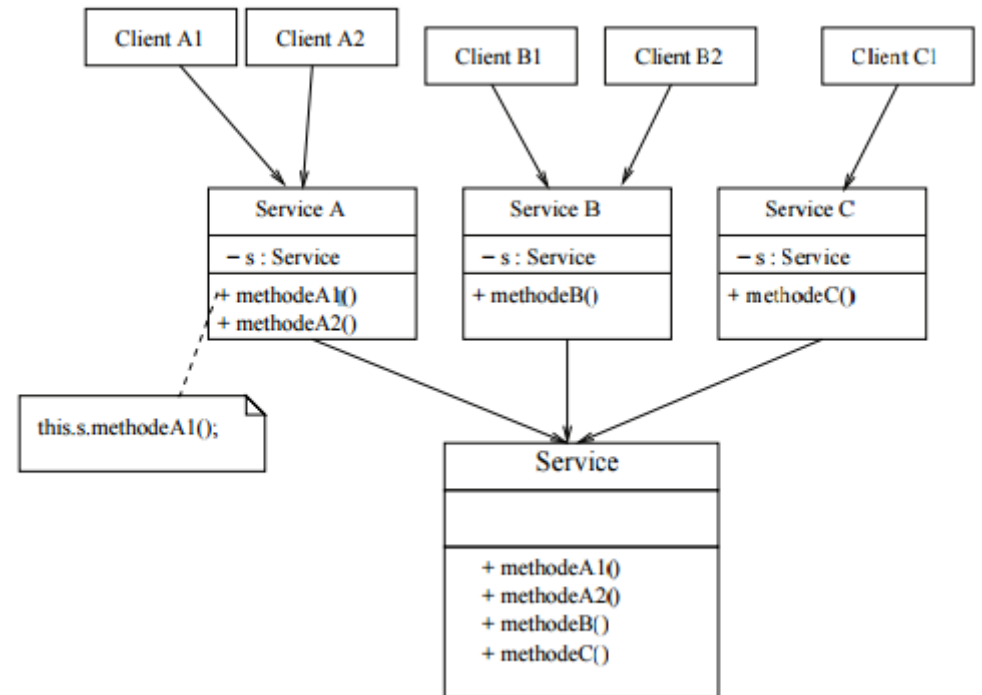 Client A1
Client A2
Client B1
Client B2
Client C1
Service A
– s : Service
+ methodeA1()
+ methodeA2()
Service B
– s : Service
+ methodeB()
Service C
– s : Service
+ methodeC()
this.s.methodeA1();
Service
+ methodeA1()
+ methodeA2()
+ methodeB()
+ methodeC()